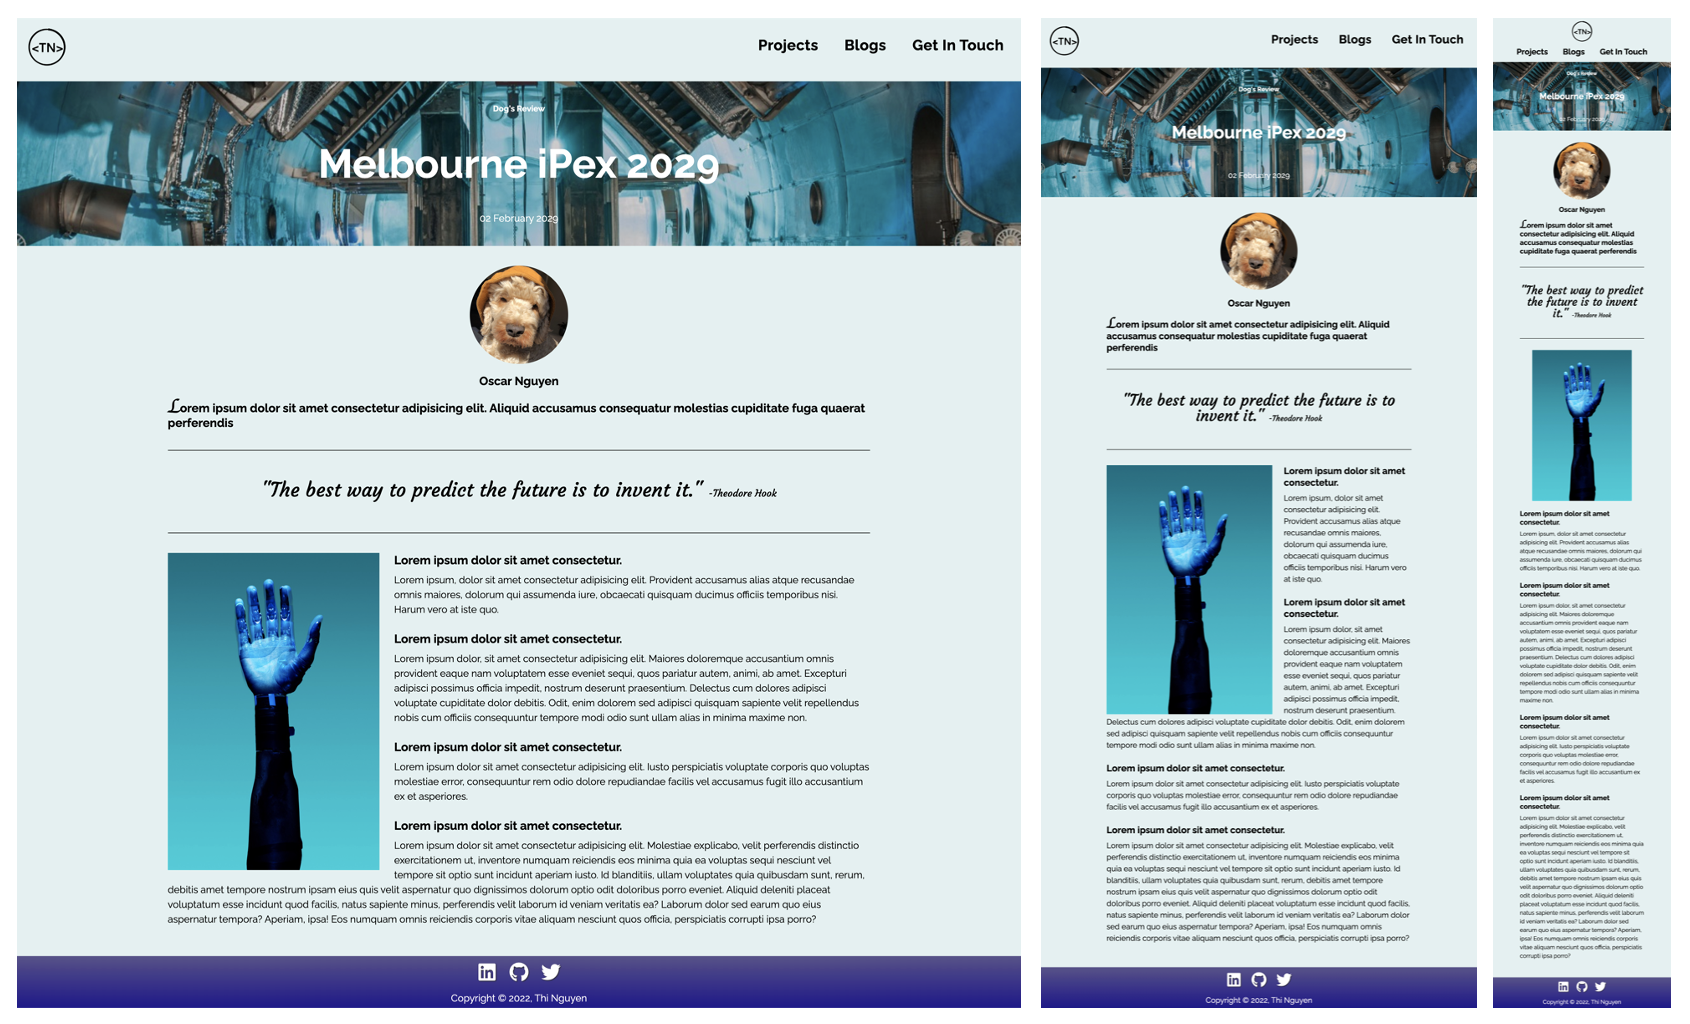 <TN>
Projects Blogs Get In Touch
Dog's Review
Melbourne iPex 2029
02 February 2029
Oscar Nguyen
Lorem ipsum dolor sit amet consectetur adipisicing elit. Aliquid accusamus consequatur molestias cupiditate fuga quaerat
perferendis
"The best way to predict the future is to invent it." -Theodore Hook
Lorem ipsum dolor sit amet consectetur.
Lorem ipsum, dolor sit amet consectetur adipisicing elit. Provident accusamus alias atque recusandae
omnis maiores, dolorum qui assumenda iure, obcaecati quisquam ducimus officiis temporibus nisi.
Harum vero at iste quo.
Lorem ipsum dolor sit amet consectetur.
Lorem ipsum dolor, sit amet consectetur adipisicing elit. Maiores doloremque accusantium omnis
provident eaque nam voluptatem esse eveniet sequi, quos pariatur autem, animi, ab amet. Excepturi
adipisci possimus officia impedit, nostrum deserunt praesentium. Delectus cum dolores adipisci
voluptate cupiditate dolor debitis. Odit, enim dolorem sed adipisci quisquam sapiente velit repellendus
nobis cum officiis consequuntur tempore modi odio sunt ullam alias in minima maxime non.
Lorem ipsum dolor sit amet consectetur.
Lorem ipsum dolor sit amet consectetur adipisicing elit. Iusto perspiciatis voluptate corporis quo voluptas
molestiae error, consequuntur rem odio dolore repudiandae facilis vel accusamus fugit illo accusantium
ex et asperiores.
Lorem ipsum dolor sit amet consectetur.
Lorem ipsum dolor sit amet consectetur adipisicing elit. Molestiae explicabo, velit perferendis distinctio
exercitationem ut, inventore numquam reiciendis eos minima quia ea voluptas sequi nesciunt vel
tempore sit optio sunt incidunt aperiam iusto. Id blanditiis, ullam voluptates quia quibusdam sunt, rerum,
debitis amet tempore nostrum ipsam eius quis velit aspernatur quo dignissimos dolorum optio odit doloribus porro eveniet. Aliquid deleniti placeat
voluptatum esse incidunt quod facilis, natus sapiente minus, perferendis velit laborum id veniam veritatis ea? Laborum dolor sed earum quo eius
aspernatur tempora? Aperiam, ipsa! Eos numquam omnis reiciendis corporis vitae aliquam nesciunt quos officia, perspiciatis corrupti ipsa porro?
Copyright © 2022, Thi Nguyen
<TN>
Projects Blogs Get In Touch
Dog's Review
Melbourne iPex 2029
02 February 2029
Oscar Nguyen
Lorem ipsum dolor sit amet consectetur adipisicing elit. Aliquid
accusamus consequatur molestias cupiditate fuga quaerat
perferendis
"The best way to predict the future is to
invent it." -Theodore Hook
Lorem ipsum dolor sit amet
consectetur.
Lorem ipsum, dolor sit amet
consectetur adipisicing elit.
Provident accusamus alias atque
recusandae omnis maiores,
dolorum qui assumenda iure,
obcaecati quisquam ducimus
officiis temporibus nisi. Harum vero
at iste quo.
Lorem ipsum dolor sit amet
consectetur.
Lorem ipsum dolor, sit amet
consectetur adipisicing elit. Maiores
doloremque accusantium omnis
provident eaque nam voluptatem
esse eveniet sequi, quos pariatur
autem, animi, ab amet. Excepturi
adipisci possimus officia impedit,
nostrum deserunt praesentium.
Delectus cum dolores adipisci voluptate cupiditate dolor debitis. Odit, enim dolorem
sed adipisci quisquam sapiente velit repellendus nobis cum officiis consequuntur
tempore modi odio sunt ullam alias in minima maxime non.
Lorem ipsum dolor sit amet consectetur.
Lorem ipsum dolor sit amet consectetur adipisicing elit. Iusto perspiciatis voluptate
corporis quo voluptas molestiae error, consequuntur rem odio dolore repudiandae
facilis vel accusamus fugit illo accusantium ex et asperiores.
Lorem ipsum dolor sit amet consectetur.
Lorem ipsum dolor sit amet consectetur adipisicing elit. Molestiae explicabo, velit
perferendis distinctio exercitationem ut, inventore numquam reiciendis eos minima
quia ea voluptas sequi nesciunt vel tempore sit optio sunt incidunt aperiam iusto. Id
blanditiis, ullam voluptates quia quibusdam sunt, rerum, debitis amet tempore
nostrum ipsam eius quis velit aspernatur quo dignissimos dolorum optio odit
doloribus porro eveniet. Aliquid deleniti placeat voluptatum esse incidunt quod facilis,
natus sapiente minus, perferendis velit laborum id veniam veritatis ea? Laborum dolor
sed earum quo eius aspernatur tempora? Aperiam, ipsa! Eos numquam omnis
reiciendis corporis vitae aliquam nesciunt quos officia, perspiciatis corrupti ipsa porro?
Copyright © 2022, Thi Nguyen
<TN>
Projects Blogs Get In Touch
Dog's Review
Melbourne iPex 2029
02 February 2029
Oscar Nguyen
Lorem ipsum dolor sit amet
consectetur adipisicing elit. Aliquid
accusamus consequatur molestias
cupiditate fuga quaerat perferendis
"The best way to predict
the future is to invent
it." -Theodore Hook
Lorem ipsum dolor sit amet
consectetur.
Lorem ipsum, dolor sit amet consectetur
adipisicing elit. Provident accusamus alias
atque recusandae omnis maiores, dolorum qui
assumenda iure, obcaecati quisquam ducimus
officiis temporibus nisi. Harum vero at iste quo.
Lorem ipsum dolor sit amet
consectetur.
Lorem ipsum dolor, sit amet consectetur
adipisicing elit. Maiores doloremque
accusantium omnis provident eaque nam
voluptatem esse eveniet sequi, quos pariatur
autem, animi, ab amet. Excepturi adipisci
possimus officia impedit, nostrum deserunt
praesentium. Delectus cum dolores adipisci
voluptate cupiditate dolor debitis. Odit, enim
dolorem sed adipisci quisquam sapiente velit
repellendus nobis cum officiis consequuntur
tempore modi odio sunt ullam alias in minima
maxime non.
Lorem ipsum dolor sit amet
consectetur.
Lorem ipsum dolor sit amet consectetur
adipisicing elit. Iusto perspiciatis voluptate
corporis quo voluptas molestiae error,
consequuntur rem odio dolore repudiandae
facilis vel accusamus fugit illo accusantium ex
et asperiores.
Lorem ipsum dolor sit amet
consectetur.
Lorem ipsum dolor sit amet consectetur
adipisicing elit. Molestiae explicabo, velit
perferendis distinctio exercitationem ut,
inventore numquam reiciendis eos minima quia
ea voluptas sequi nesciunt vel tempore sit
optio sunt incidunt aperiam iusto. Id blanditiis,
ullam voluptates quia quibusdam sunt, rerum,
debitis amet tempore nostrum ipsam eius quis
velit aspernatur quo dignissimos dolorum optio
odit doloribus porro eveniet. Aliquid deleniti
placeat voluptatum esse incidunt quod facilis,
natus sapiente minus, perferendis velit laborum
id veniam veritatis ea? Laborum dolor sed
earum quo eius aspernatur tempora? Aperiam,
ipsa! Eos numquam omnis reiciendis corporis
vitae aliquam nesciunt quos officia, perspiciatis
corrupti ipsa porro?
Copyright © 2022, Thi Nguyen